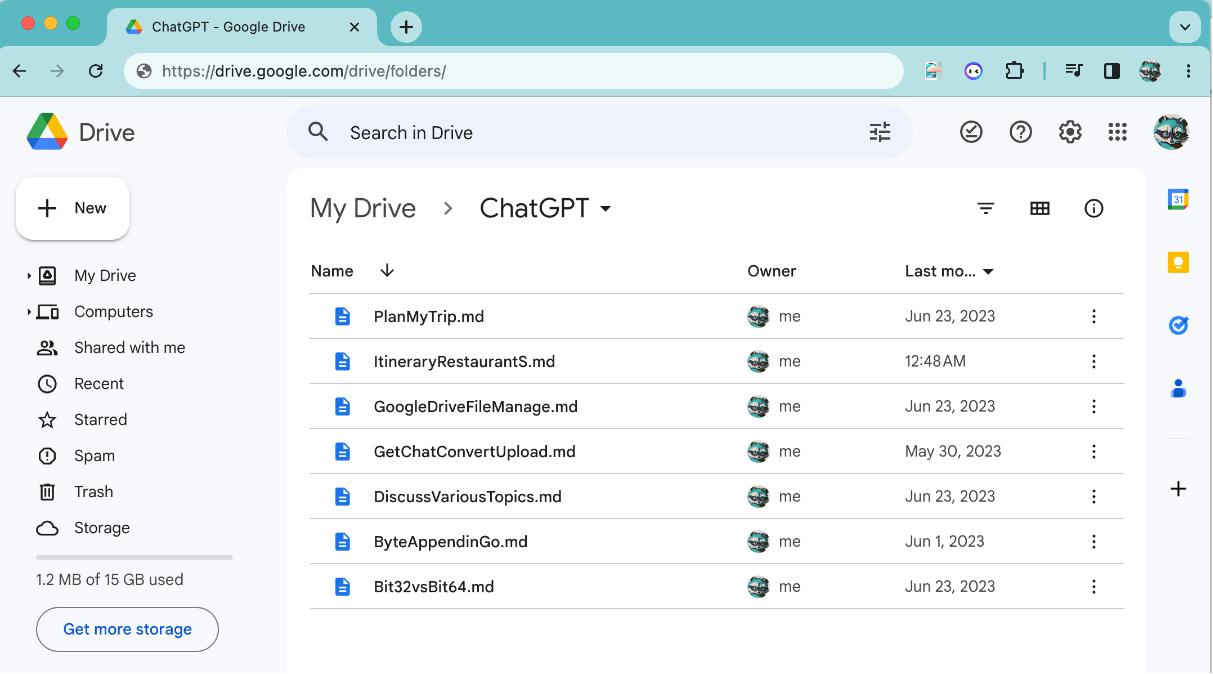 ChatGPT - Google Drive
https://drive.google.com/drive/folders/
Drive
Search in Drive
New
My Drive
Computers
Shared with me
Recent
Starred
Spam
Trash
Storage
1.2 MB of 15 GB used
Get more storage
My Drive > ChatGPT
Name Owner Last mo...
PlanMyTrip.md me Jun 23, 2023
ItineraryRestaurantS.md me 12:48 AM
GoogleDriveFileManage.md me Jun 23, 2023
GetChatConvertUpload.md me May 30, 2023
DiscussVariousTopics.md me Jun 23, 2023
ByteAppendinGo.md me Jun 1, 2023
Bit32vsBit64.md me Jun 23, 2023
31